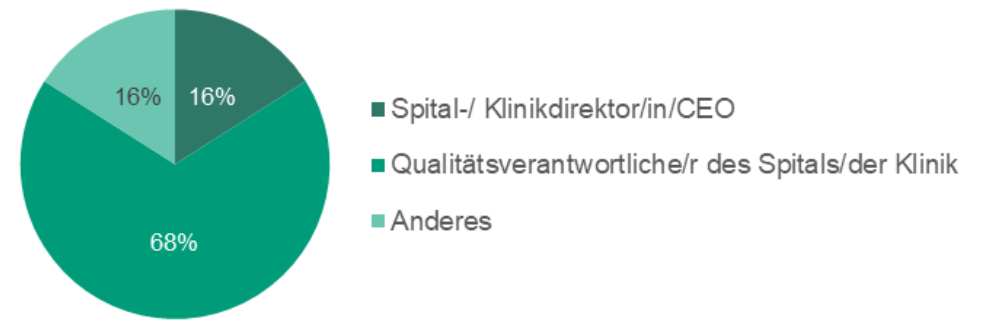 16% 16%
68%
Spital-/ Klinikdirektor/in/CEO
Qualitätsverantwortliche/r des Spitals/der Klinik
Anderes